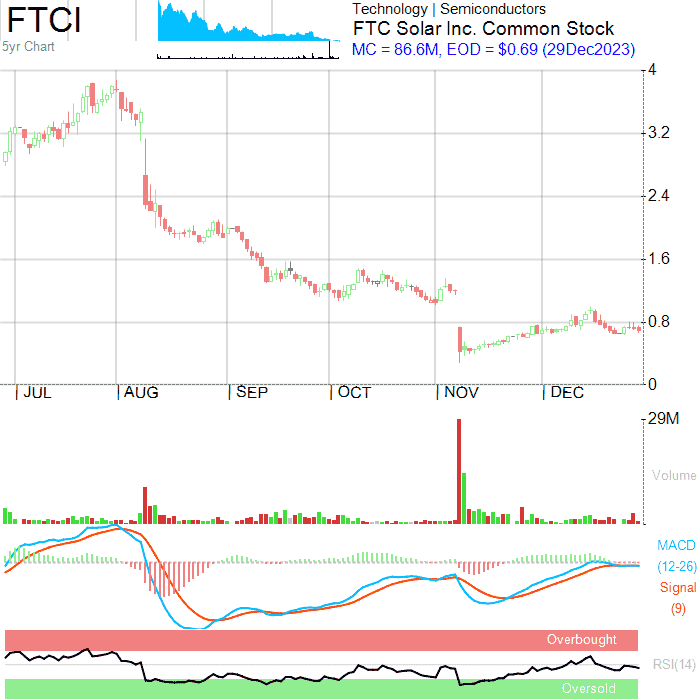 FTCI
5yr Chart
Technology | Semiconductors
FTC Solar Inc. Common Stock
MC = 86.6M, EOD = $0.69 (29Dec2023)
4
3.2
2.4
1.6
0.8
0
| JUL | AUG | SEP | OCT | NOV | DEC
29M
Volume
MACD
(12-26)
Signal
(9)
Overbought
RSI(14)
Oversold